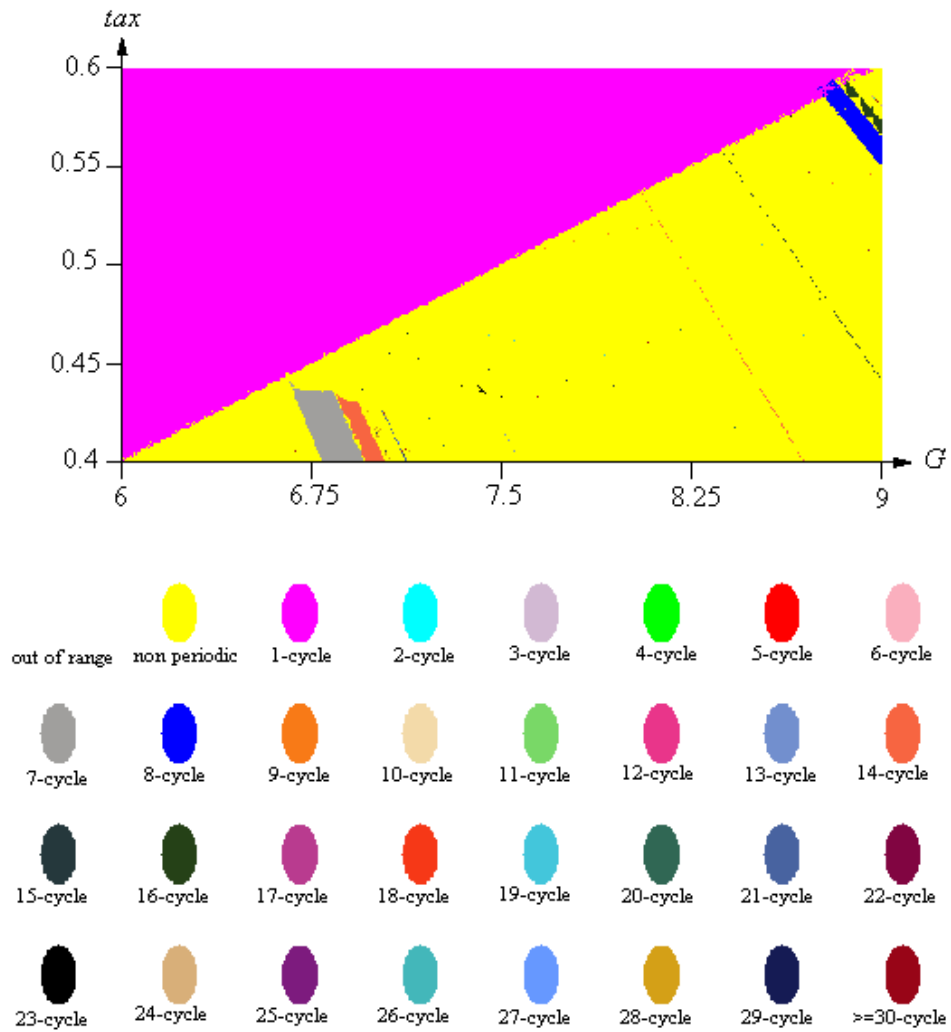 tax
0.6
0.55
0.5
0.45
0.4
6 6.75 7.5 8.25 9
G
out of range non periodic 1-cycle 2-cycle 3-cycle 4-cycle 5-cycle 6-cycle
7-cycle 8-cycle 9-cycle 10-cycle 11-cycle 12-cycle 13-cycle 14-cycle
15-cycle 16-cycle 17-cycle 18-cycle 19-cycle 20-cycle 21-cycle 22-cycle
23-cycle 24-cycle 25-cycle 26-cycle 27-cycle 28-cycle 29-cycle >=30-cycle